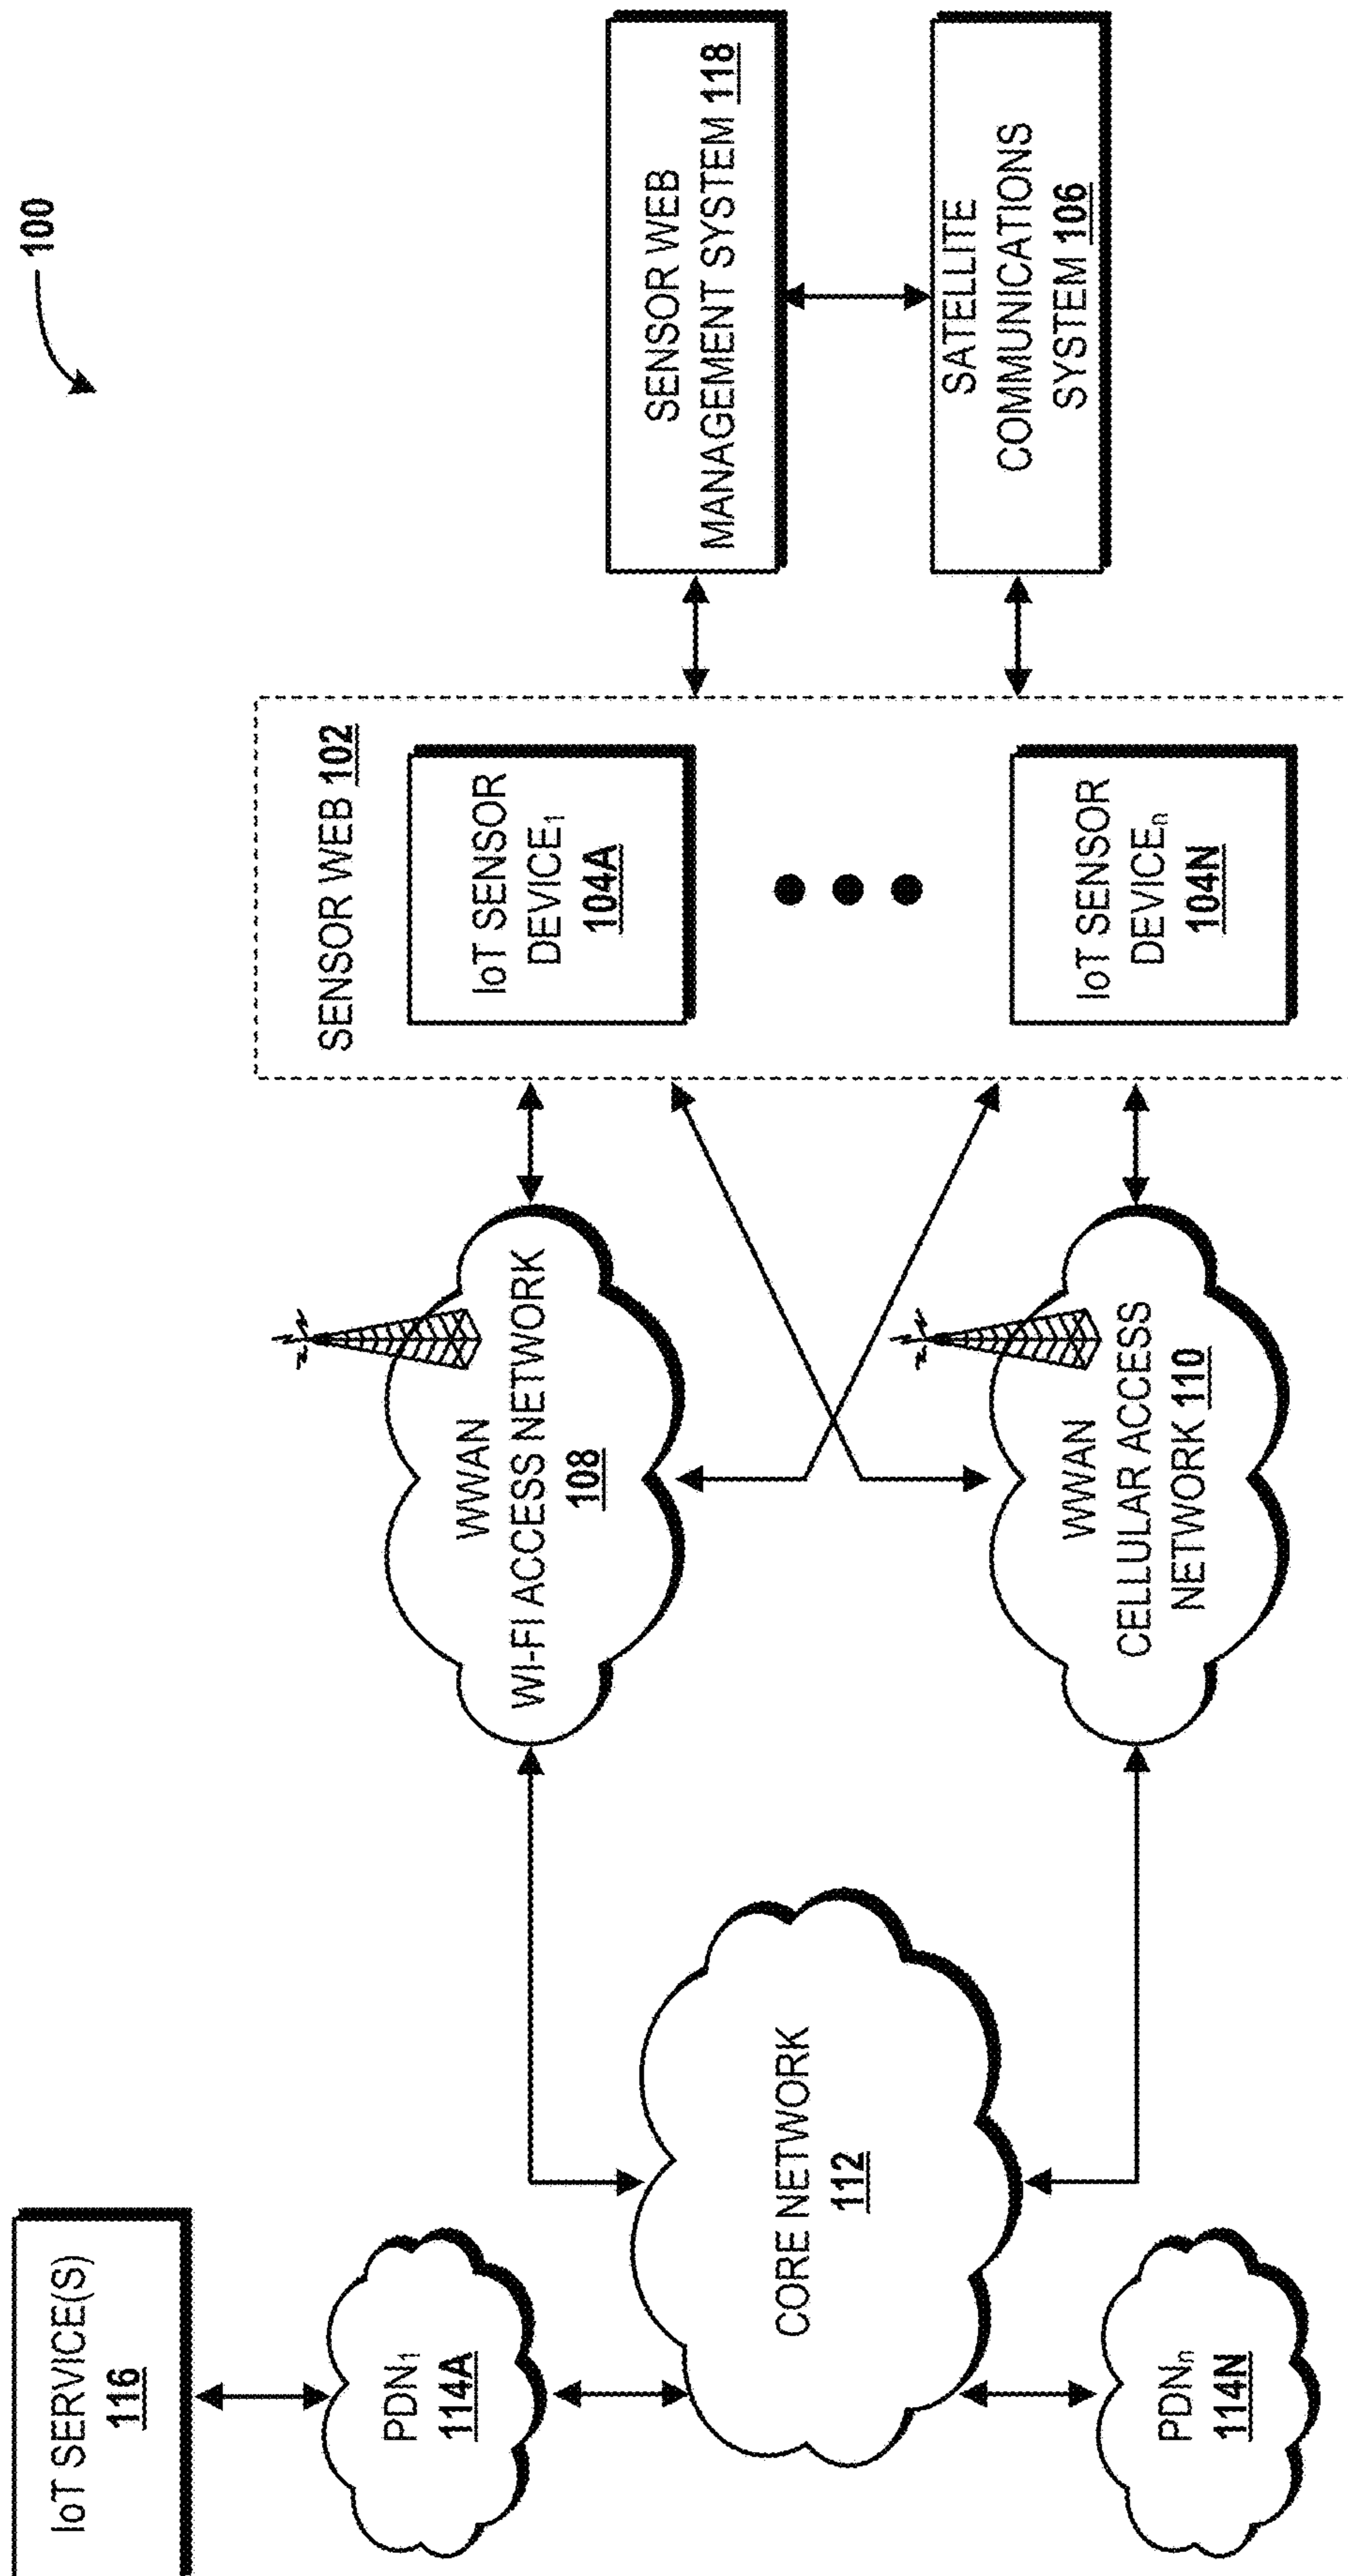 100
IoT SERVICE(S)
116
PDN₁
114A
CORE NETWORK
112
PDNₙ
114N
WWAN
WI-FI ACCESS NETWORK
108
WWAN
CELLULAR ACCESS
NETWORK 110
SENSOR WEB 102
IoT SENSOR
DEVICE₁
104A
IoT SENSOR
DEVICEₙ
104N
SENSOR WEB
MANAGEMENT SYSTEM 118
SATELLITE
COMMUNICATIONS
SYSTEM 106